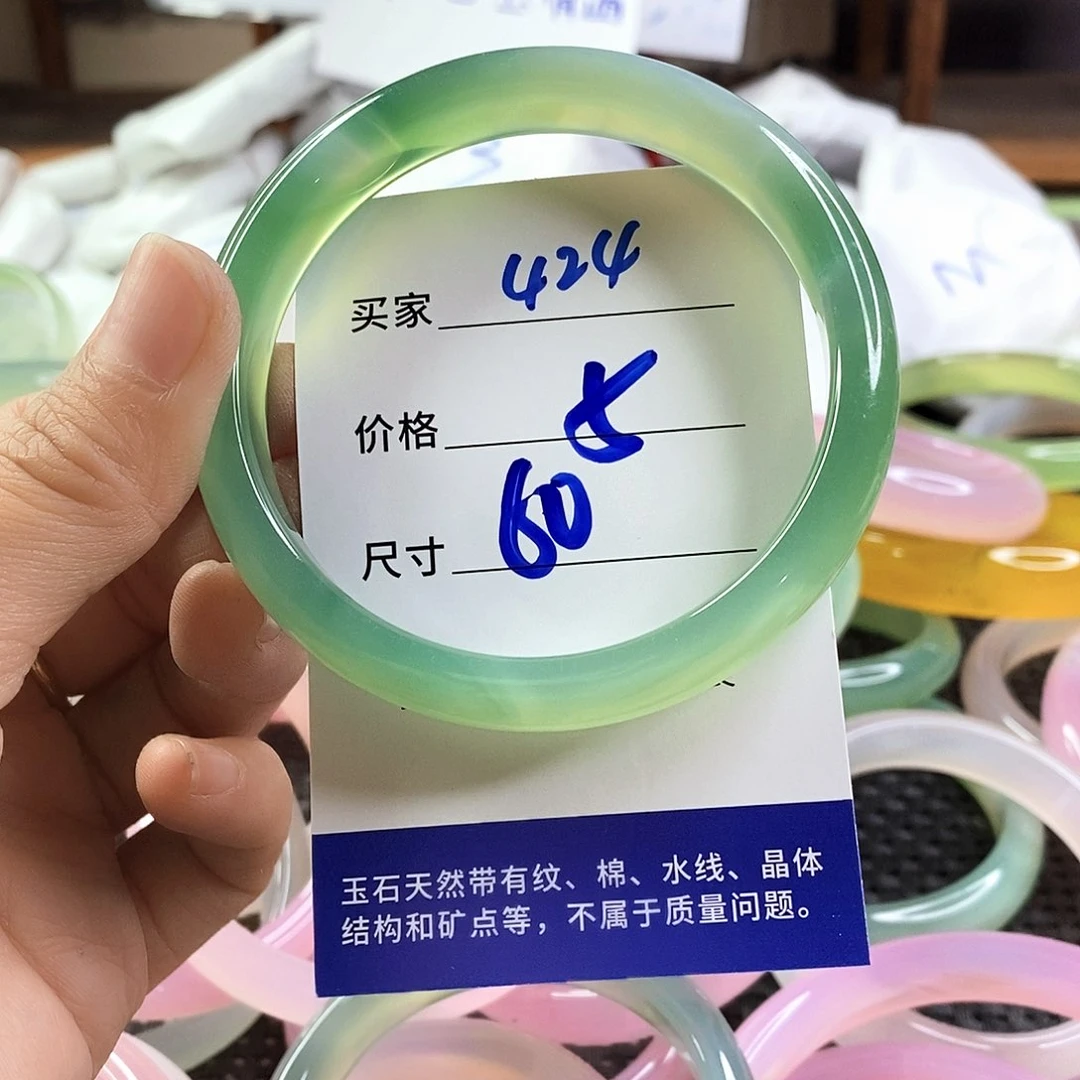 买家 424
价格
尺寸 60
玉石天然带有纹、棉、水线、晶体
结构和矿点等，不属于质量问题。